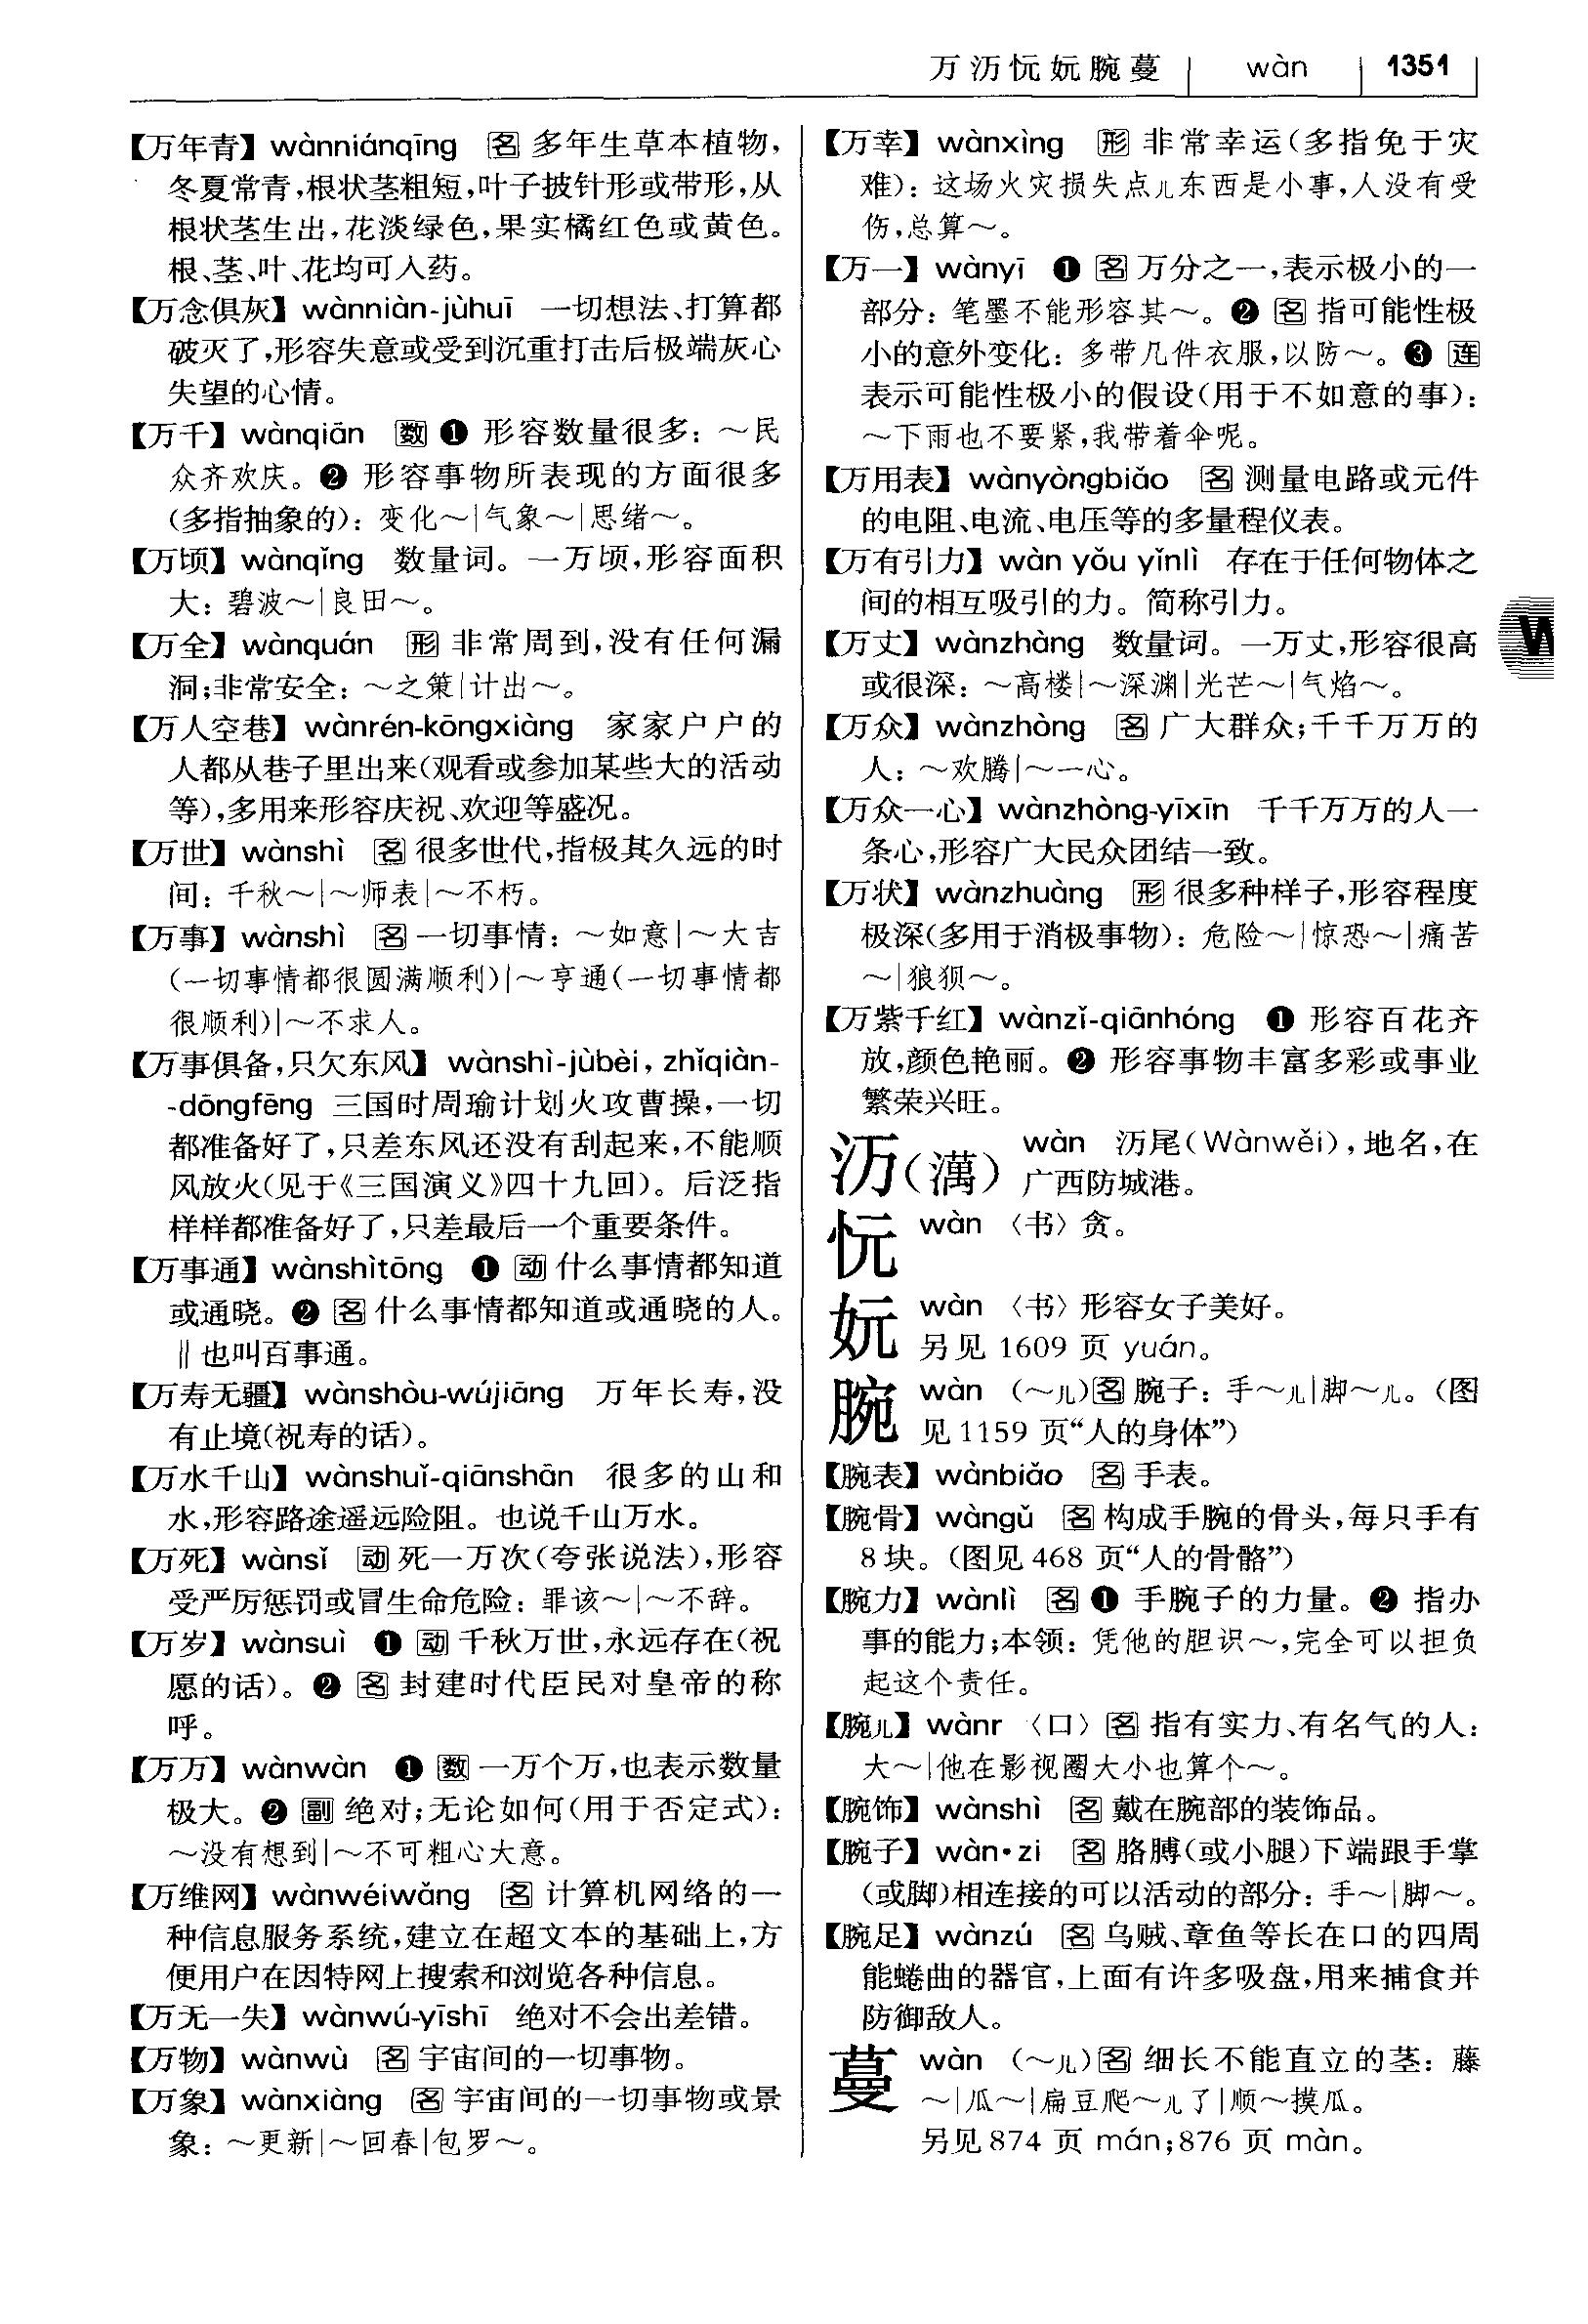 万沥忨妧腕蔓 wàn 1351
【万年青】 wànniánqīng 名 多年生草本植物，
冬夏常青，根状茎粗短，叶子披针形或带形，从
根状茎生出，花淡绿色，果实橘红色或黄色。
根、茎、叶、花均可入药。
【万念俱灰】 wànniàn-jùhuī 一切想法、打算都
破灭了，形容失意或受到沉重打击后极端灰心
失望的心情。
【万千】 wànqiān 数 ❶ 形容数量很多：～民
众齐欢庆。❷ 形容事物所表现的方面很多
（多指抽象的）：变化～|气象～|思绪～。
【万顷】 wànqǐng 数量词。一万顷，形容面积
大：碧波～|良田～。
【万全】 wànquán 形 非常周到，没有任何漏
洞；非常安全：～之策|计出～。
【万人空巷】 wànrén-kōngxiàng 家家户户的
人都从巷子里出来（观看或参加某些大的活动
等），多用来形容庆祝、欢迎等盛况。
【万世】 wànshì 名 很多世代，指极其久远的时
间：千秋～|～师表|～不朽。
【万事】 wànshì 名 一切事情：～如意|～大吉
（一切事情都很圆满顺利）|～亨通（一切事情都
很顺利）|～不求人。
【万事俱备，只欠东风】 wànshì-jùbèi，zhǐqiàn-
-dōngfēng 三国时周瑜计划火攻曹操，一切
都准备好了，只差东风还没有刮起来，不能顺
风放火（见于《三国演义》四十九回）。后泛指
样样都准备好了，只差最后一个重要条件。
【万事通】 wànshìtōng ❶ 动 什么事情都知道
或通晓。❷ 名 什么事情都知道或通晓的人。
‖也叫百事通。
【万寿无疆】 wànshòu-wújiāng 万年长寿，没
有止境（祝寿的话）。
【万水千山】 wànshuǐ-qiānshān 很多的山和
水，形容路途遥远险阻。也说千山万水。
【万死】 wànsǐ 动 死一万次（夸张说法），形容
受严厉惩罚或冒生命危险：罪该～|～不辞。
【万岁】 wànsuì ❶ 动 千秋万世，永远存在（祝
愿的话）。❷ 名 封建时代臣民对皇帝的称
呼。
【万万】 wànwàn ❶ 数 一万个万，也表示数量
极大。❷ 副 绝对；无论如何（用于否定式）：
～没有想到|～不可粗心大意。
【万维网】 wànwéiwǎng 名 计算机网络的一
种信息服务系统，建立在超文本的基础上，方
便用户在因特网上搜索和浏览各种信息。
【万无一失】 wànwú-yīshī 绝对不会出差错。
【万物】 wànwù 名 宇宙间的一切事物。
【万象】 wànxiàng 名 宇宙间的一切事物或景
象：～更新|～回春|包罗～。
【万幸】 wànxìng 形 非常幸运（多指免于灾
难）：这场火灾损失点儿东西是小事，人没有受
伤，总算～。
【万一】 wànyī ❶ 名 万分之一，表示极小的一
部分：笔墨不能形容其～。❷ 名 指可能性极
小的意外变化：多带几件衣服，以防～。❸ 连
表示可能性极小的假设（用于不如意的事）：
～下雨也不要紧，我带着伞呢。
【万用表】 wànyòngbiǎo 名 测量电路或元件
的电阻、电流、电压等的多量程仪表。
【万有引力】 wàn yǒu yǐnlì 存在于任何物体之
间的相互吸引的力。简称引力。
【万丈】 wànzhàng 数量词。一万丈，形容很高
或很深：～高楼|～深渊|光芒～|气焰～。
【万众】 wànzhòng 名 广大群众；千千万万的
人：～欢腾|～一心。
【万众一心】 wànzhòng-yīxīn 千千万万的人一
条心，形容广大民众团结一致。
【万状】 wànzhuàng 形 很多种样子，形容程度
极深（多用于消极事物）：危险～|惊恐～|痛苦
～|狼狈～。
【万紫千红】 wànzǐ-qiānhóng ❶ 形容百花齐
放，颜色艳丽。❷ 形容事物丰富多彩或事业
繁荣兴旺。
沥（澫） wàn 沥尾（Wànwěi），地名，在
广西防城港。
忨 wàn 〈书〉贪。
妧 wàn 〈书〉形容女子美好。
另见 1609 页 yuán。
腕 wàn （～儿）名 腕子：手～儿|脚～儿。（图
见 1159 页“人的身体”）
【腕表】 wànbiǎo 名 手表。
【腕骨】 wàngǔ 名 构成手腕的骨头，每只手有
8 块。（图见 468 页“人的骨骼”）
【腕力】 wànlì 名 ❶ 手腕子的力量。❷ 指办
事的能力；本领：凭他的胆识～，完全可以担负
起这个责任。
【腕儿】 wànr 〈口〉名 指有实力、有名气的人：
大～|他在影视圈大小也算个～。
【腕饰】 wànshì 名 戴在腕部的装饰品。
【腕子】 wàn·zi 名 胳膊（或小腿）下端跟手掌
（或脚）相连接的可以活动的部分：手～|脚～。
【腕足】 wànzú 名 乌贼、章鱼等长在口的四周
能蜷曲的器官，上面有许多吸盘，用来捕食并
防御敌人。
蔓 wàn （～儿）名 细长不能直立的茎：藤
～|瓜～|扁豆爬～儿了|顺～摸瓜。
另见 874 页 mán；876 页 màn。
W